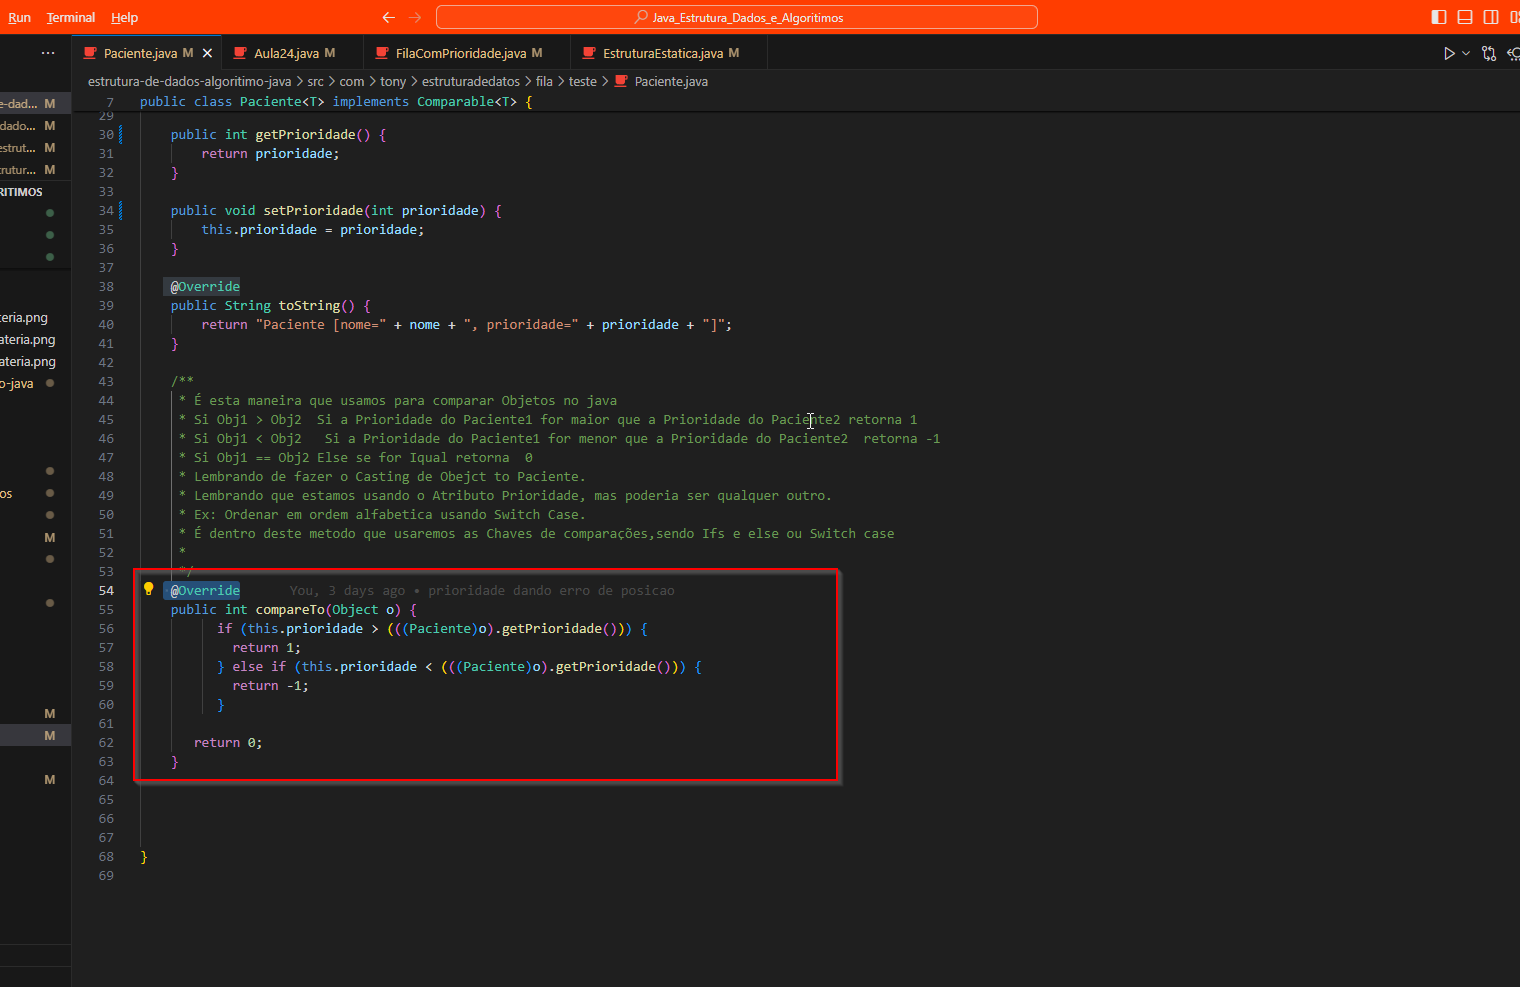 Run Terminal Help
Java_Estrutura_Dados_e_Algoritimos
Paciente.java M
Aula24.java M
FilaComPrioridade.java M
EstruturaEstatica.java M
estrutura-de-dados-algoritimo-java > src > com > tony > estruturadedatos > fila > teste > Paciente.java
e-dad... M
dado... M
estrut... M
rutur... M
RITIMOS
eria.png
ateria.png
ateria.png
o-java
os
M
M
M
M
7 public class Paciente<T> implements Comparable<T> {
29
30 public int getPrioridade() {
31 return prioridade;
32 }
33
34 public void setPrioridade(int prioridade) {
35 this.prioridade = prioridade;
36 }
37
38 @Override
39 public String toString() {
40 return "Paciente [nome=" + nome + ", prioridade=" + prioridade + "]";
41 }
42
43 /**
44 * É esta maneira que usamos para comparar Objetos no java
45 * Si Obj1 > Obj2 Si a Prioridade do Paciente1 for maior que a Prioridade do Paciente2 retorna 1
46 * Si Obj1 < Obj2 Si a Prioridade do Paciente1 for menor que a Prioridade do Paciente2 retorna -1
47 * Si Obj1 == Obj2 Else se for Iqual retorna 0
48 * Lembrando de fazer o Casting de Obejct to Paciente.
49 * Lembrando que estamos usando o Atributo Prioridade, mas poderia ser qualquer outro.
50 * Ex: Ordenar em ordem alfabetica usando Switch Case.
51 * É dentro deste metodo que usaremos as Chaves de comparações,sendo Ifs e else ou Switch case
52 *
53 */
54 @Override You, 3 days ago • prioridade dando erro de posicao
55 public int compareTo(Object o) {
56 if (this.prioridade > (((Paciente)o).getPrioridade())) {
57 return 1;
58 } else if (this.prioridade < (((Paciente)o).getPrioridade())) {
59 return -1;
60 }
61
62 return 0;
63 }
64
65
66
67
68 }
69